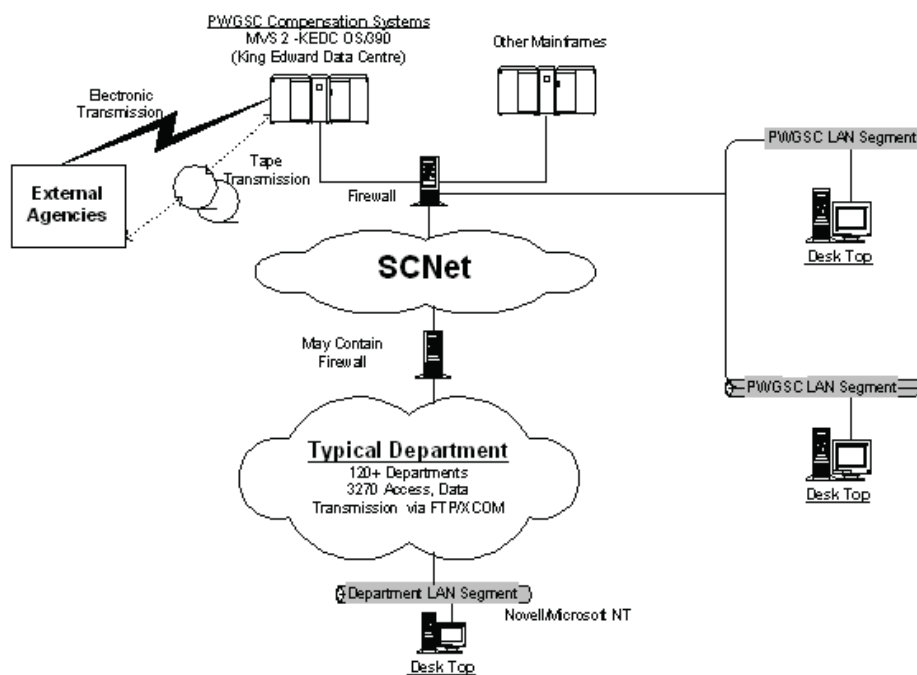 PWGSC Compensation Systems
MVS 2 -KEDC OS/390
(King Edward Data Centre)
Other Mainframes
Electronic
Transmission
Tape
Transmission
External
Agencies
Firewall
PWGSC LAN Segment
Desk Top
SCNet
May Contain
Firewall
PWGSC LAN Segment
Desk Top
Typical Department
120+ Departments
3270 Access, Data
Transmission via FTP/XCOM
Department LAN Segment
Novell/Microsoft NT
Desk Top